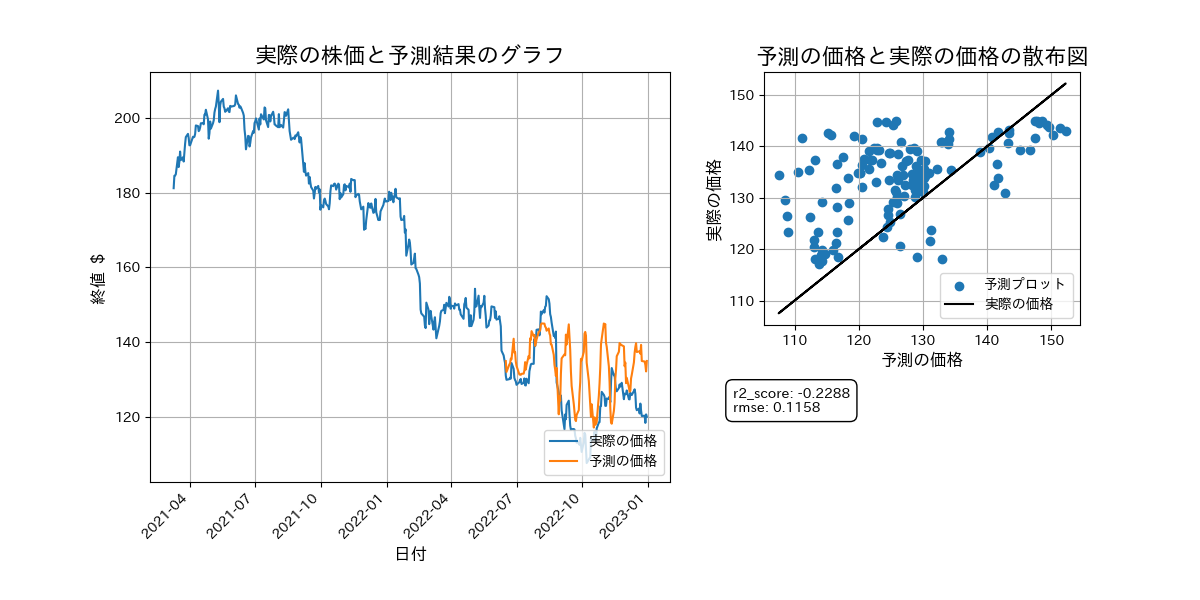 実際の株価と予測結果のグラフ
終値 $
200
180
160
140
120
2021-04
2021-07
2021-10
2022-01
2022-04
2022-07
2022-10
2023-01
日付
実際の価格
予測の価格
予測の価格と実際の価格の散布図
実際の価格
150
140
130
120
110
110
120
130
140
150
予測の価格
予測プロット
実際の価格
r2_score: -0.2288
rmse: 0.1158